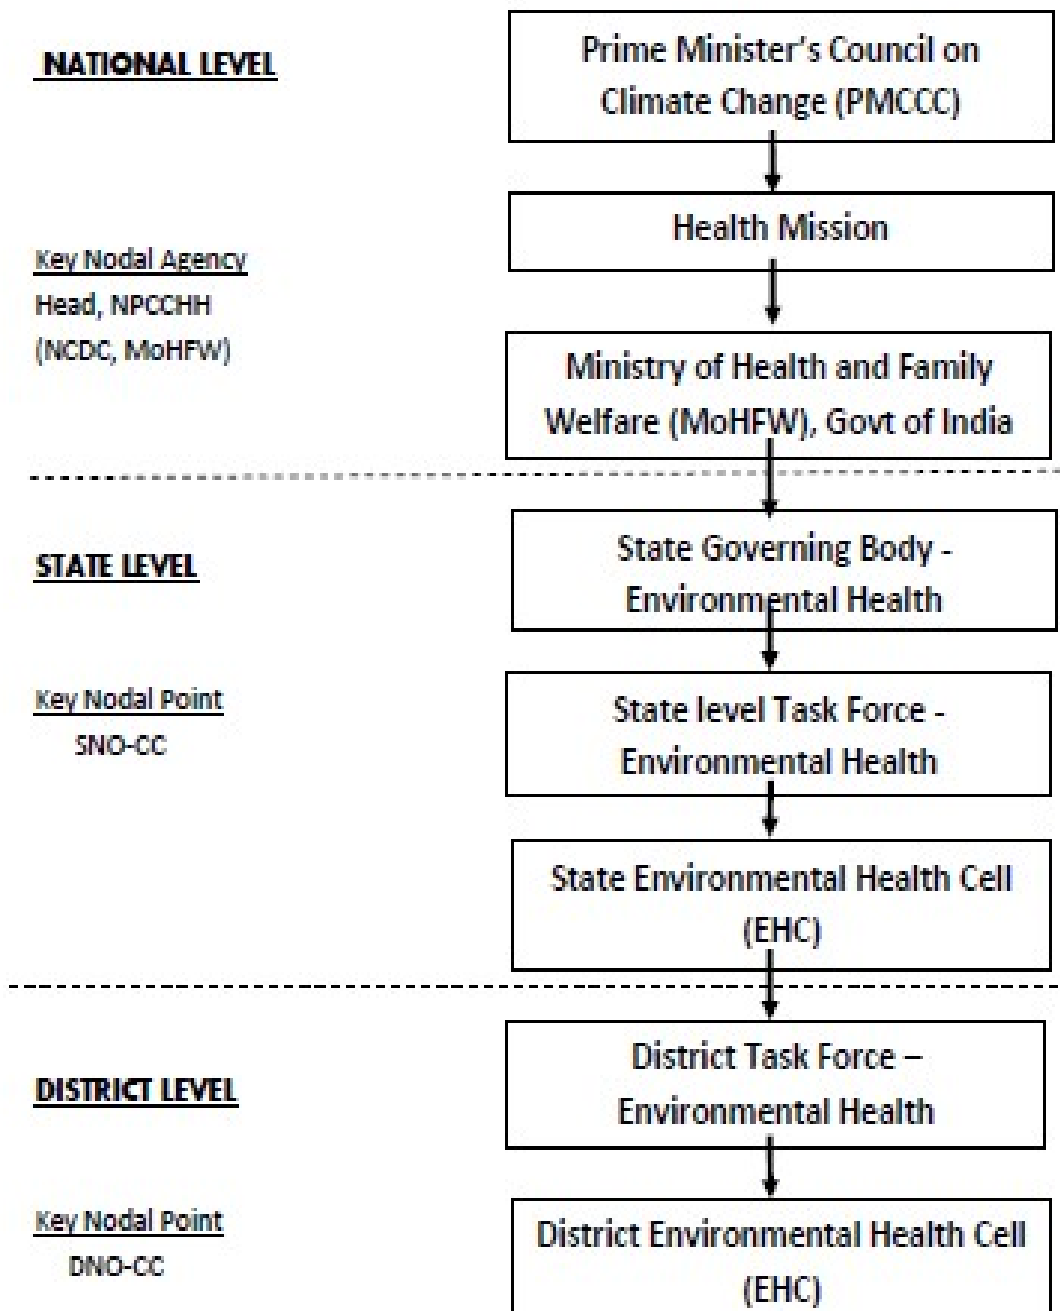 NATIONAL LEVEL
Prime Minister's Council on
Climate Change (PMCCC)
Health Mission
Key Nodal Agency
Head, NPCCHH
(NCDC, MoHFW)
Ministry of Health and Family
Welfare (MoHFW), Govt of India
STATE LEVEL
State Governing Body -
Environmental Health
Key Nodal Point
SNO-CC
State level Task Force -
Environmental Health
State Environmental Health Cell
(EHC)
DISTRICT LEVEL
District Task Force –
Environmental Health
Key Nodal Point
DNO-CC
District Environmental Health Cell
(EHC)